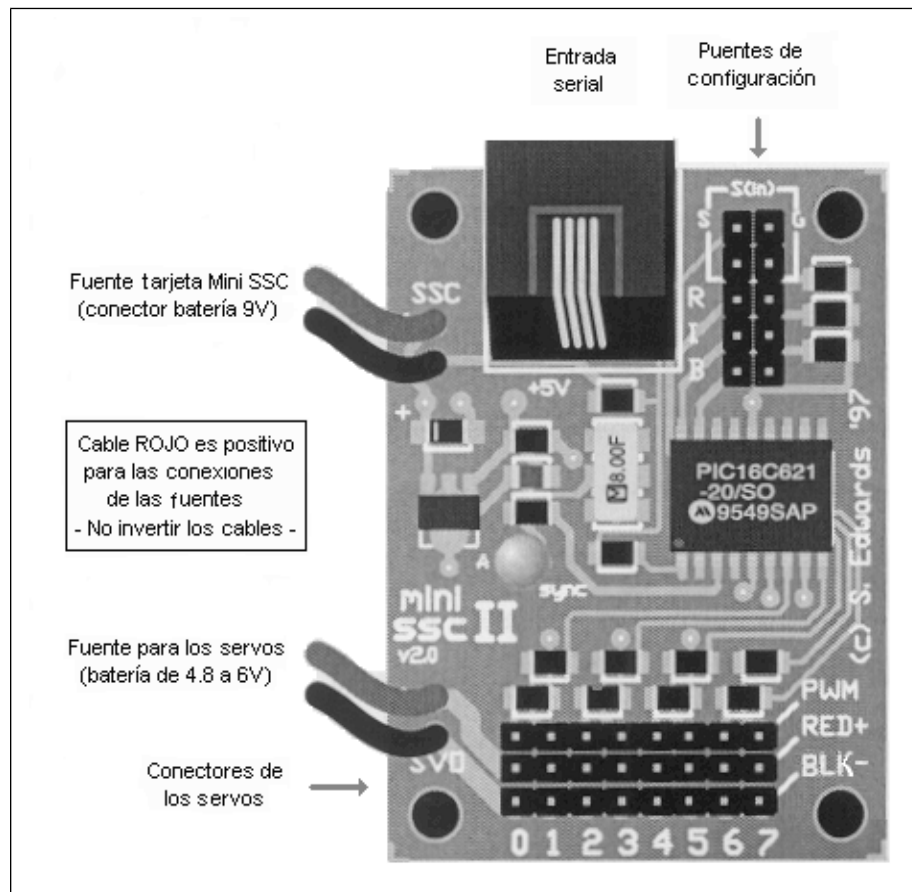 Entrada
serial
Puentes de
configuración
S(in)
S G
Fuente tarjeta Mini SSC
(conector batería 9V)
SSC
R
I
B
+5V
+
Cable ROJO es positivo
para las conexiones
de las fuentes
- No invertir los cables -
8.00F
PIC16C621
-20/SO
9549SAP
A
sync
mini
SSC II
v2.0
(c) S. Edwards '97
Fuente para los servos
(batería de 4.8 a 6V)
PWM
RED+
BLK-
SVO
Conectores de
los servos
0 1 2 3 4 5 6 7